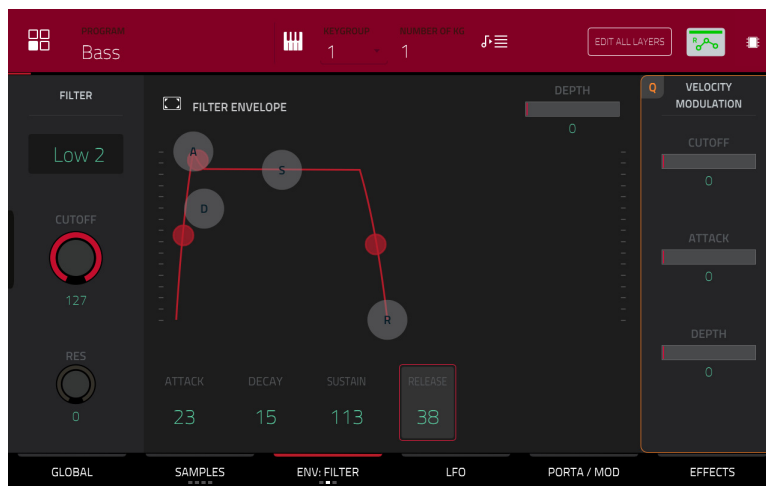 PROGRAM
Bass
KEYGROUP
1
NUMBER OF KG
1
EDIT ALL LAYERS
R
FILTER
Low 2
CUTOFF
127
RES
0
FILTER ENVELOPE
DEPTH
0
A
S
D
R
ATTACK
23
DECAY
15
SUSTAIN
113
RELEASE
38
Q
VELOCITY
MODULATION
CUTOFF
0
ATTACK
0
DEPTH
0
GLOBAL
SAMPLES
ENV: FILTER
LFO
PORTA / MOD
EFFECTS